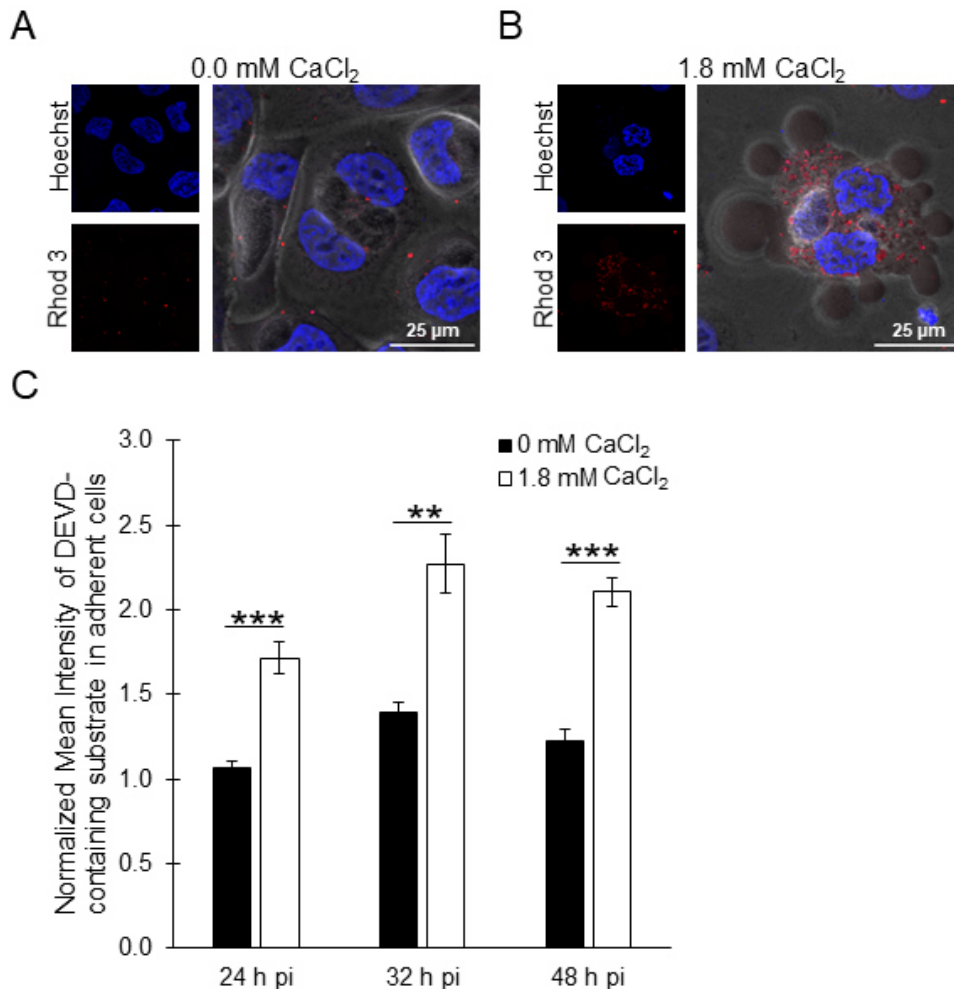 A
B
0.0 mM CaCl₂
1.8 mM CaCl₂
Hoechst
Rhod 3
25 µm
Hoechst
Rhod 3
25 µm
C
Normalized Mean Intensity of DEVD-
containing substrate in adherent cells
3.0
2.5
2.0
1.5
1.0
0.5
0.0
0 mM CaCl₂
1.8 mM CaCl₂
***
**
***
24 h pi
32 h pi
48 h pi